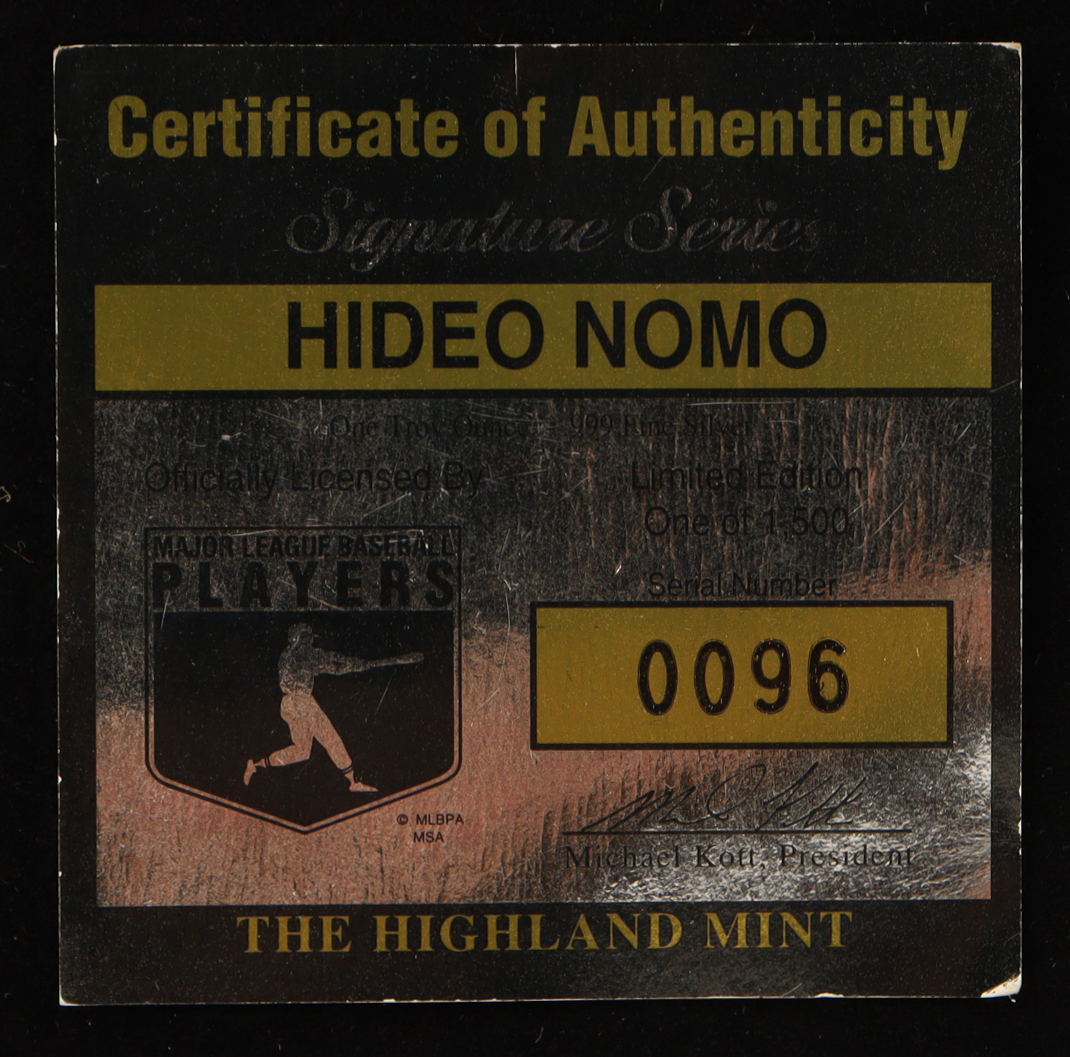 Certificate of Authenticity
Signature Series
HIDEO NOMO
One Troy Ounce - .999 Fine Silver
Officially Licensed By
MAJOR LEAGUE BASEBALL
PLAYERS
© MLBPA
MSA
Limited Edition
One of 1,500
Serial Number
0096
Michael Kott, President
THE HIGHLAND MINT